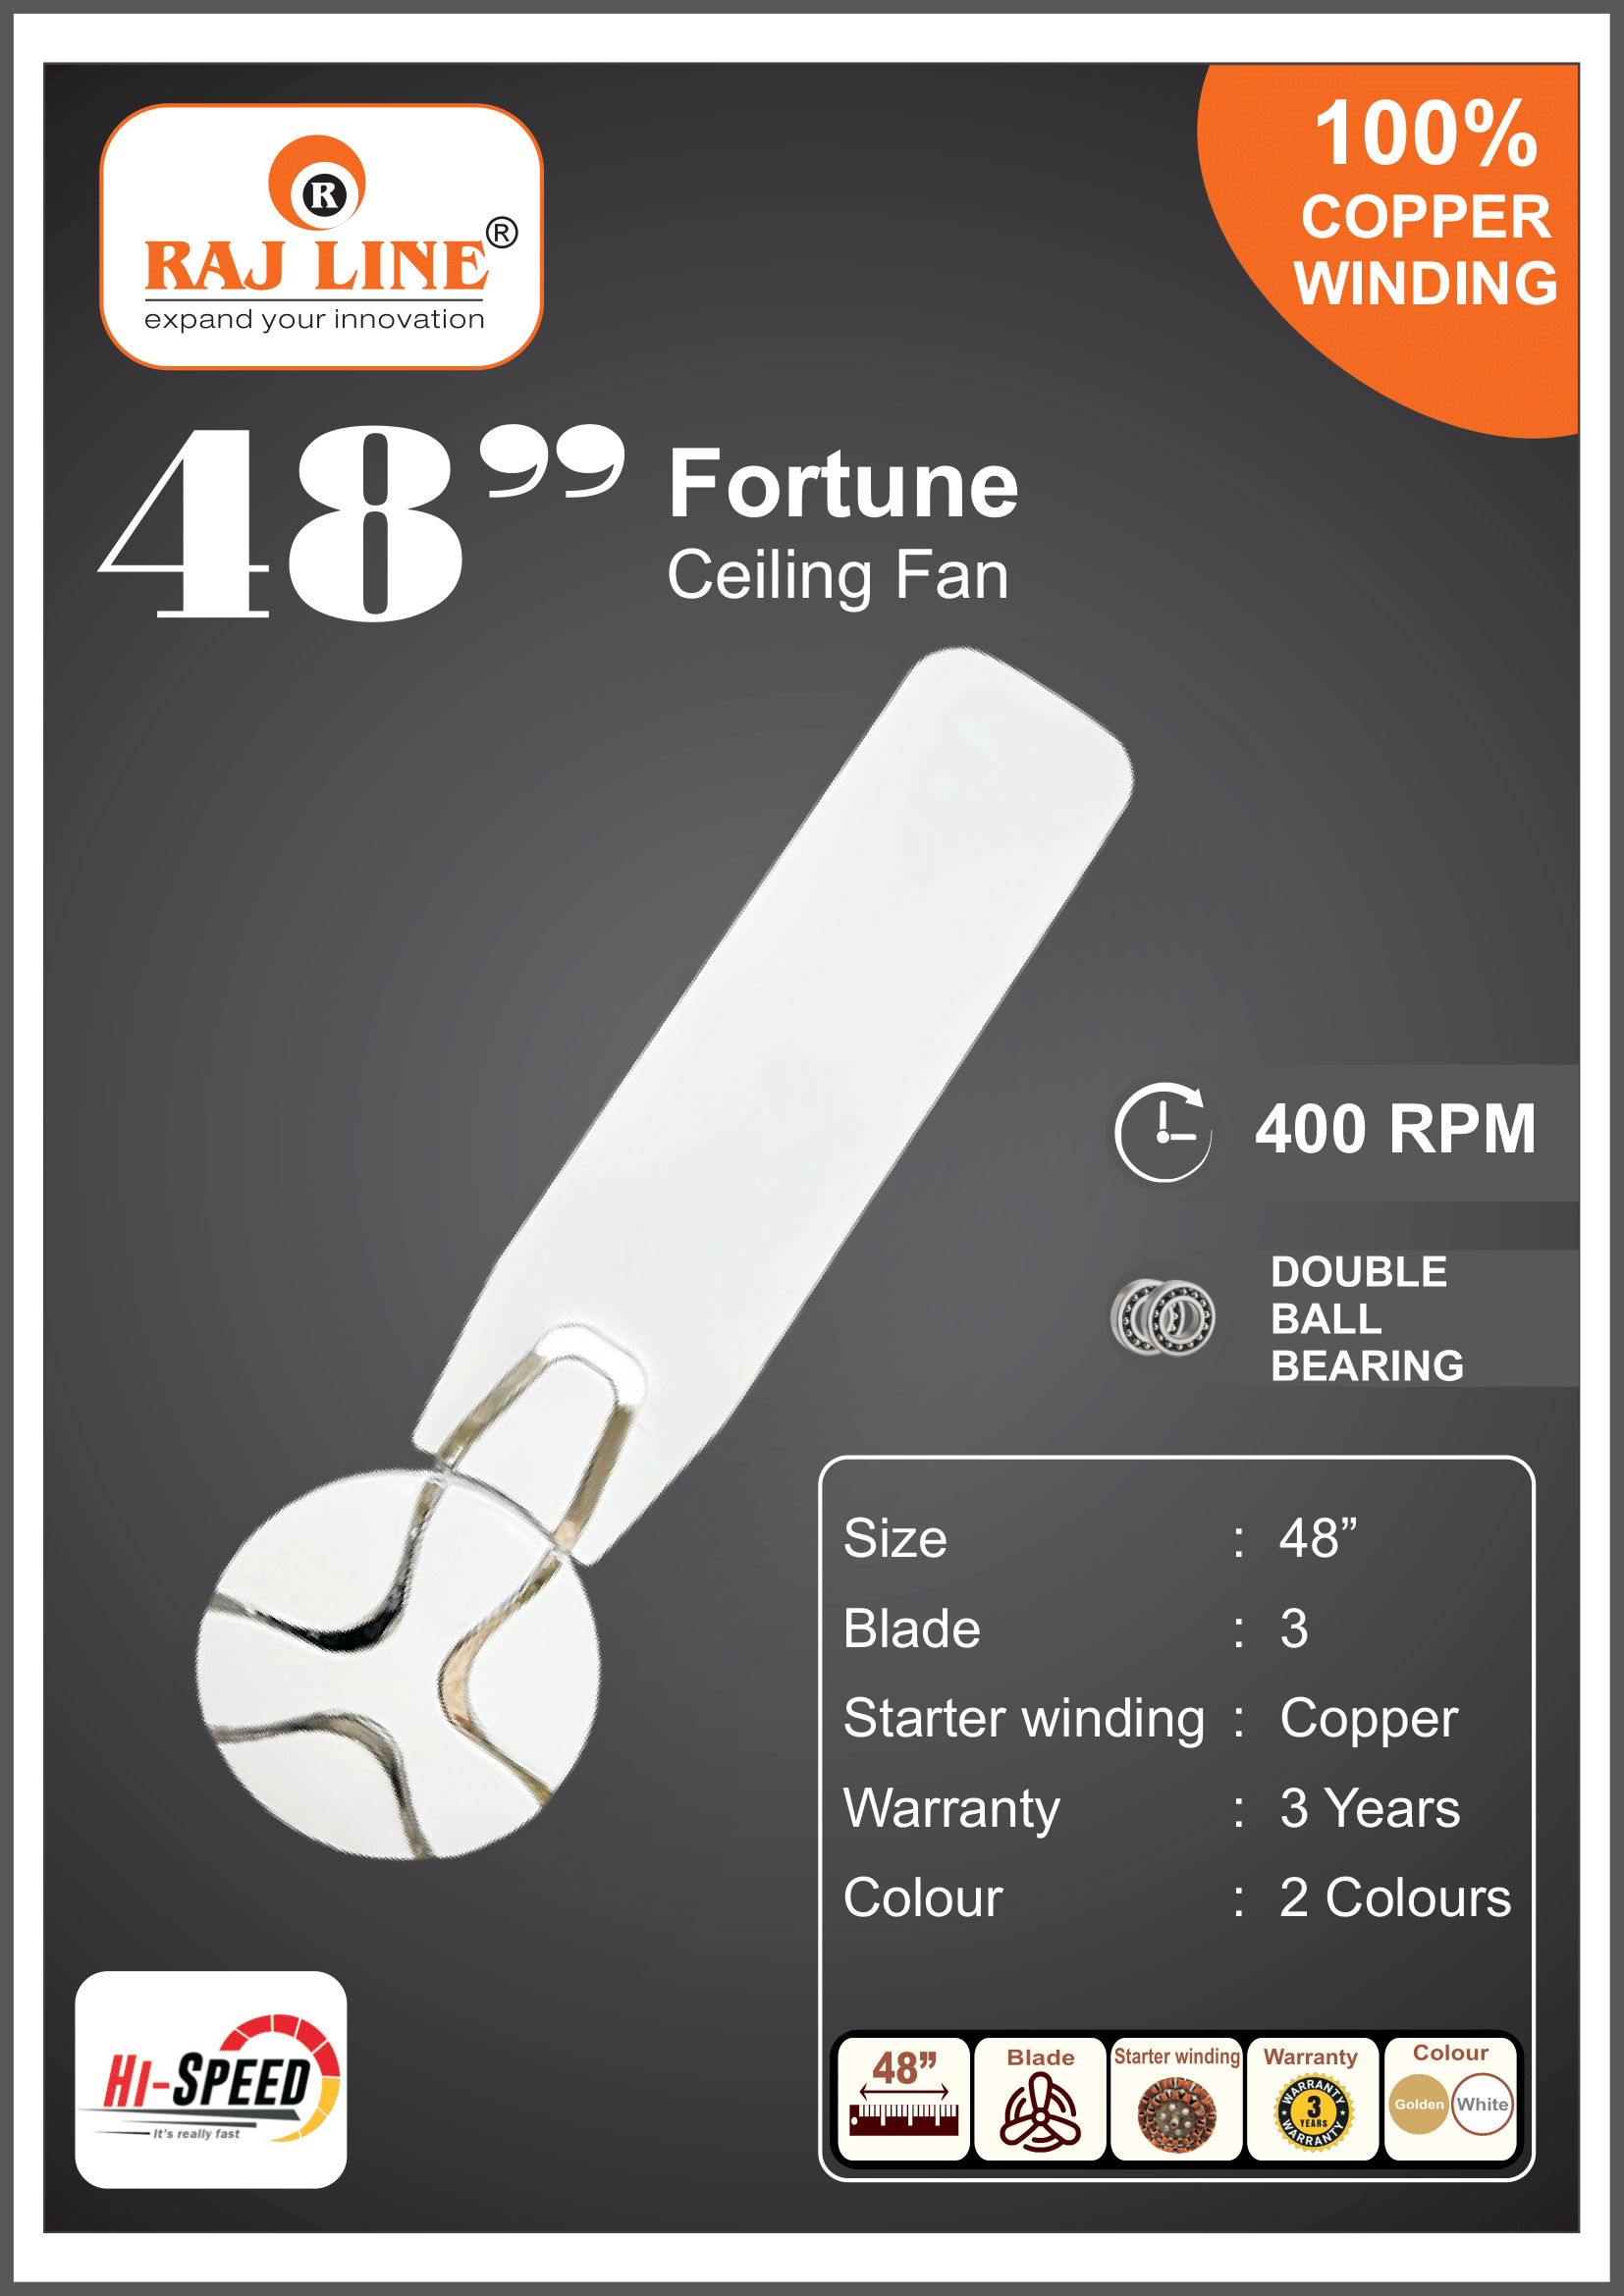 R
RAJ LINE®
expand your innovation
100%
COPPER
WINDING
48”
Fortune
Ceiling Fan
400 RPM
DOUBLE
BALL
BEARING
Size : 48”
Blade : 3
Starter winding : Copper
Warranty : 3 Years
Colour : 2 Colours
HI-SPEED
It's really fast
48”
Blade
Starter winding
Warranty
WARRANTY
3
YEARS
WARRANTY
Colour
Golden
White